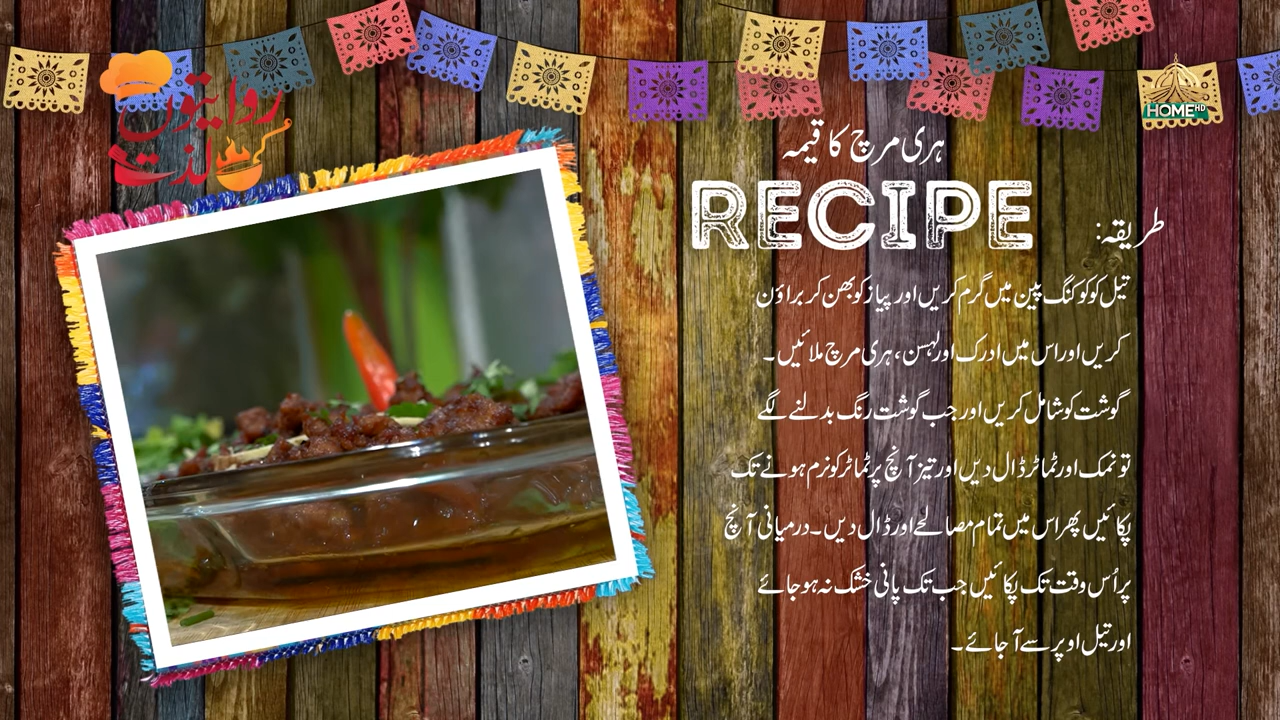 روایتوں
کی لذت
HOME HD
ہری مرچ کا قیمہ
RECIPE
طریقہ:
تیل کو کوکنگ پین میں گرم کریں اور پیاز کو بھن کر براؤن
کریں اور اس میں ادرک اور لہسن ، ہری مرچ ملائیں۔
گوشت کو شامل کریں اور جب گوشت رنگ بدلنے لگے
تو نمک اور ٹماٹر ڈال دیں اور تیز آنچ پر ٹماٹر کو نرم ہونے تک
پکائیں پھر اس میں تمام مصالحے اور ڈال دیں۔ درمیانی آنچ
پر اُس وقت تک پکائیں جب تک پانی خشک نہ ہو جائے
اور تیل اوپر سے آ جائے۔